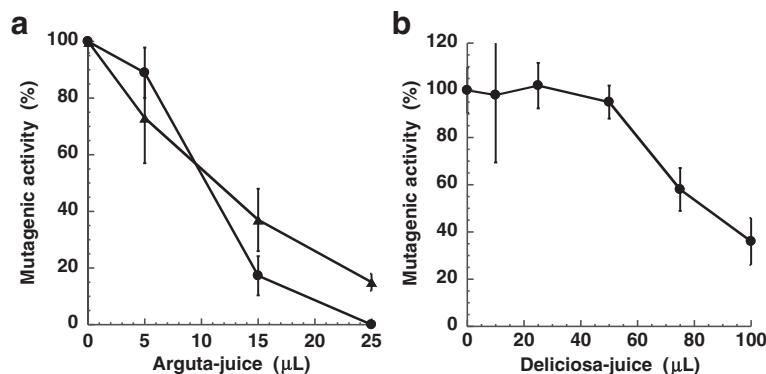 a
Mutagenic activity (%)
100
80
60
40
20
0
0 5 10 15 20 25
Arguta-juice (μL)
b
Mutagenic activity (%)
120
100
80
60
40
20
0
0 20 40 60 80 100
Deliciosa-juice (μL)